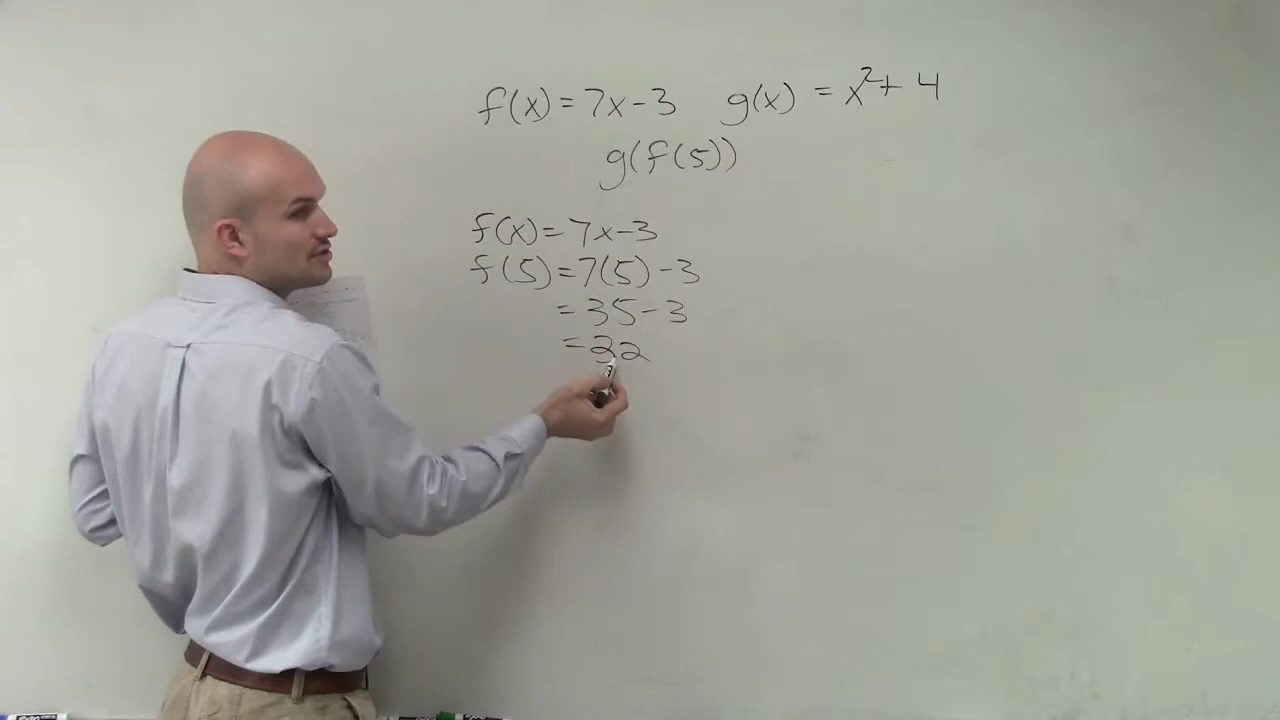 f(x) = 7x - 3 g(x) = x² + 4
g(f(5))
f(x) = 7x - 3
f(5) = 7(5) - 3
= 35 - 3
= 32